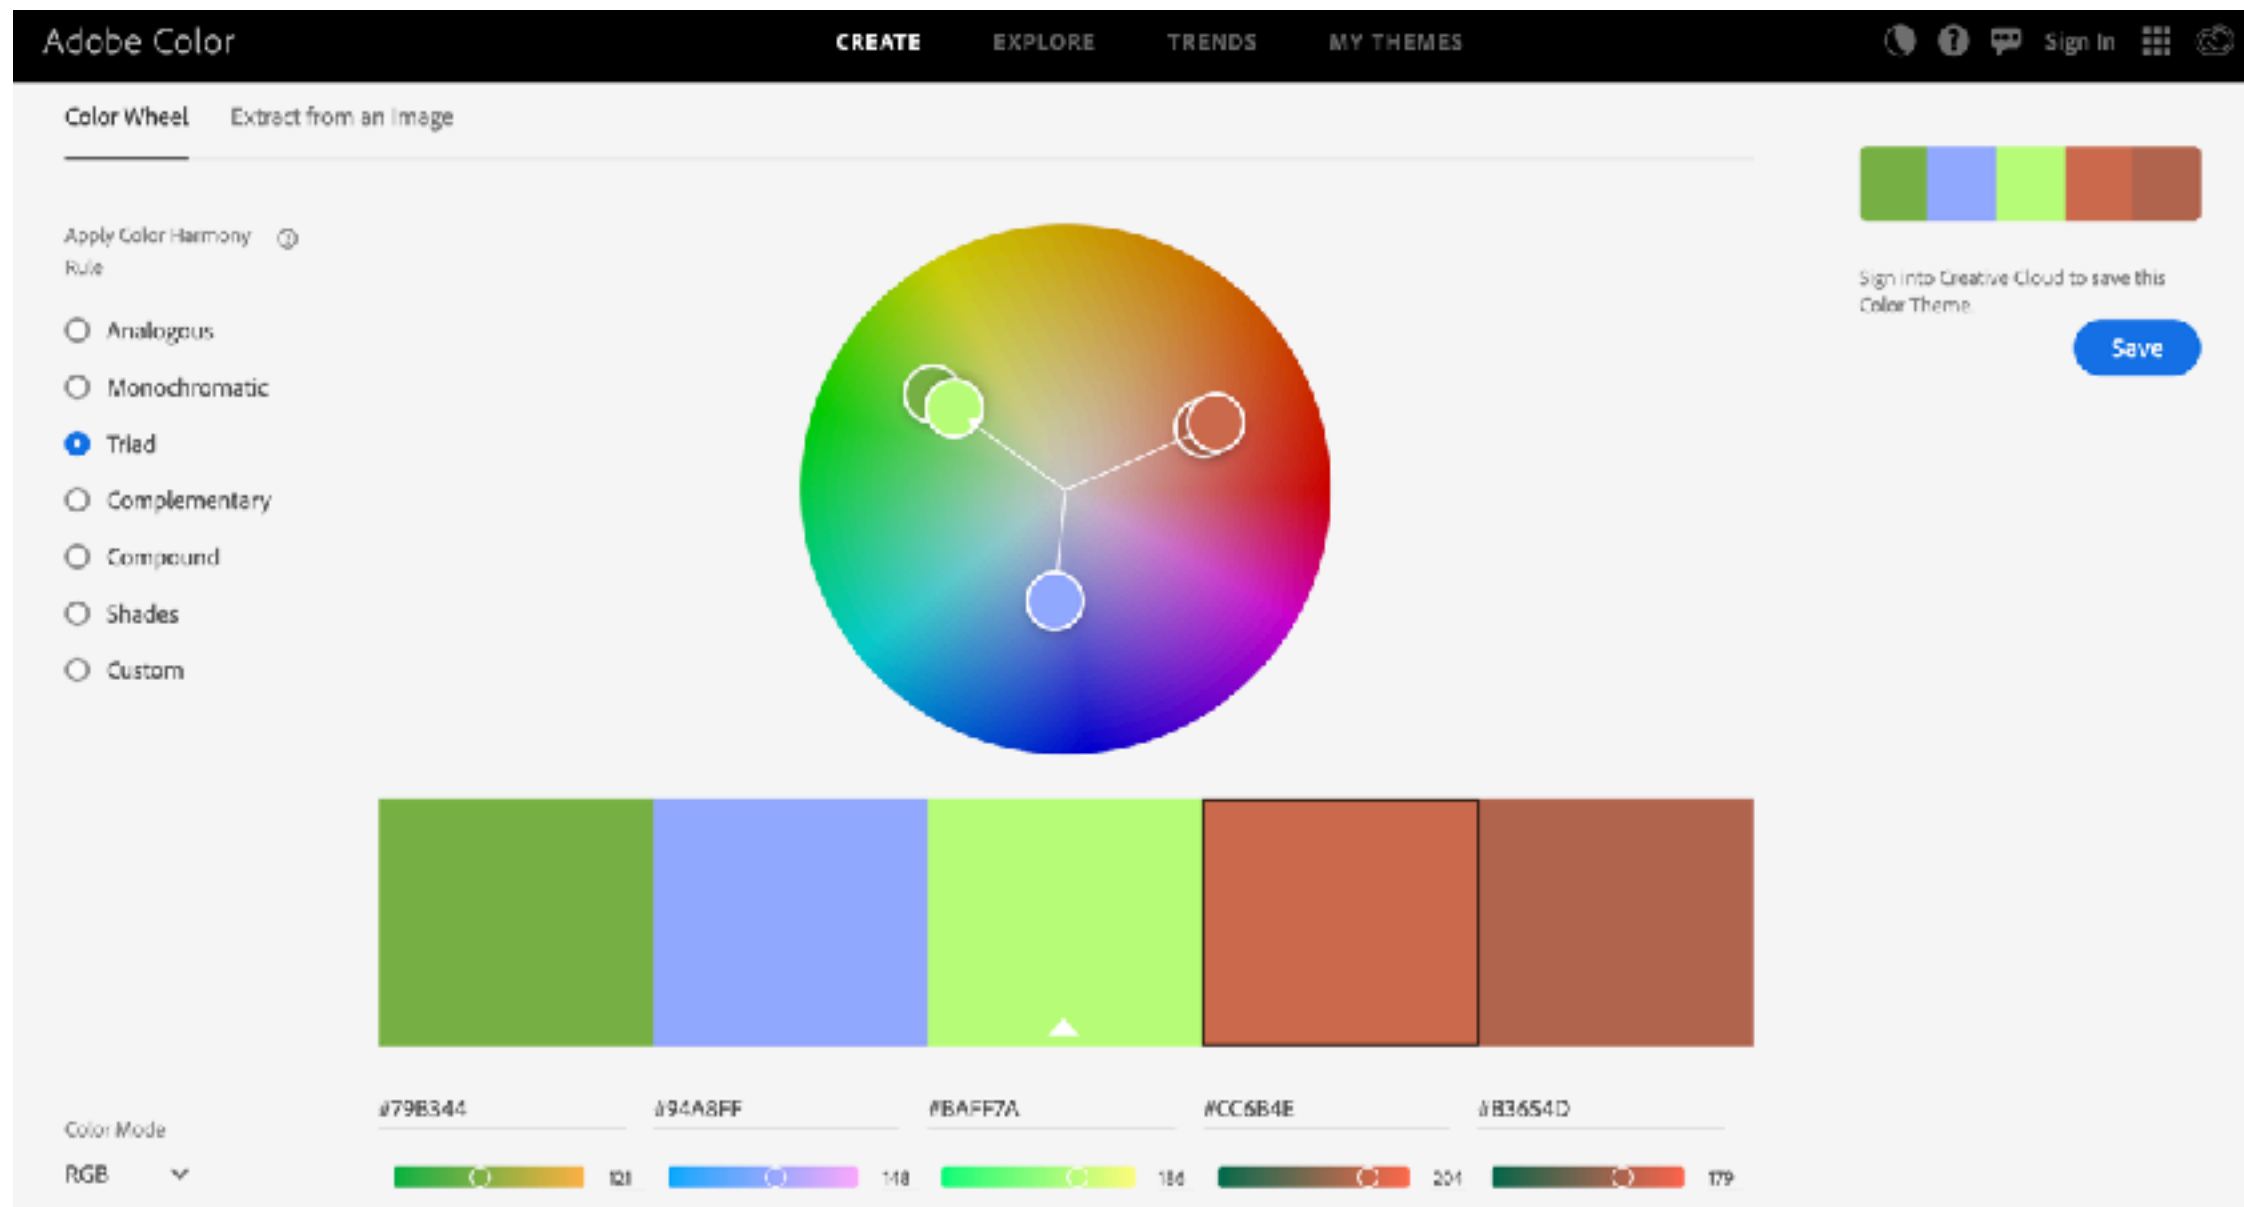 Adobe Color
CREATE EXPLORE TRENDS MY THEMES
Sign In
Color Wheel Extract from an Image
Apply Color Harmony
Rule
Analogous
Monochromatic
Triad
Complementary
Compound
Shades
Custom
Sign into Creative Cloud to save this
Color Theme
Save
#79B344 #94A8FF #BAFF7A #CC6B4E #B3654D
Color Mode
RGB
121 148 186 204 179